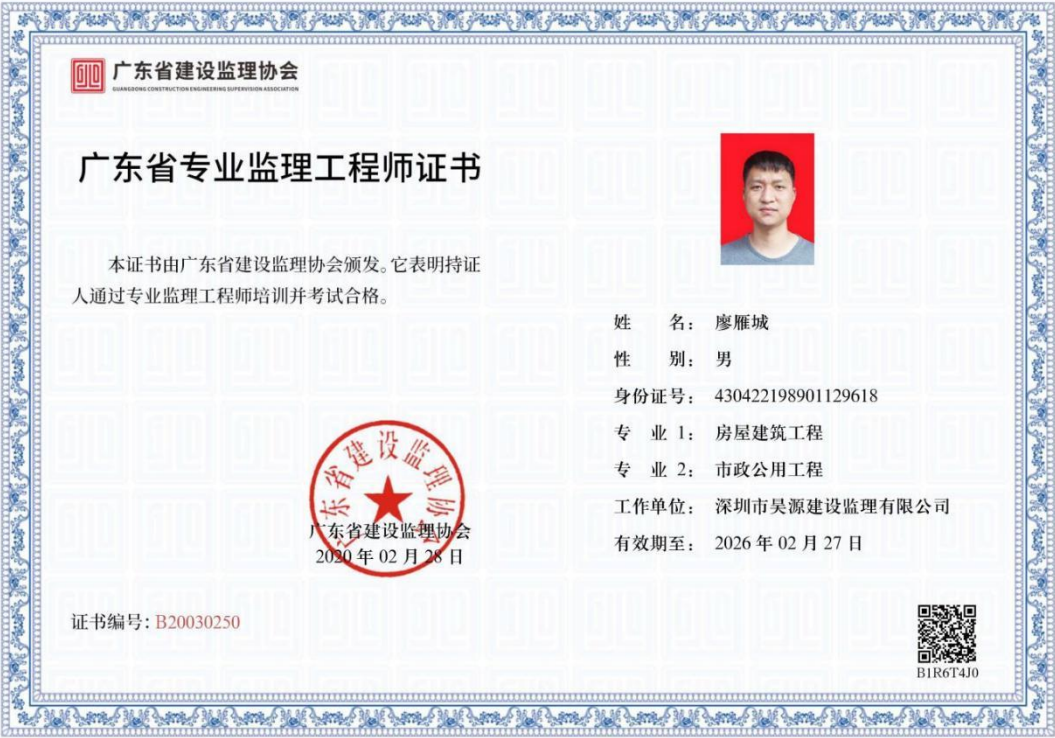 广东省建设监理协会
GUANGDONG CONSTRUCTION ENGINEERING SUPERVISION ASSOCIATION
广东省专业监理工程师证书
本证书由广东省建设监理协会颁发。它表明持证
人通过专业监理工程师培训并考试合格。
姓 名: 廖雁城
性 别: 男
身份证号: 430422198901129618
专 业 1: 房屋建筑工程
专 业 2: 市政公用工程
工作单位: 深圳市昊源建设监理有限公司
有效期至: 2026 年 02 月 27 日
广东省建设监理协会
广东省建设监理协会
2020 年 02 月 28 日
证书编号: B20030250
B1R6T4J0